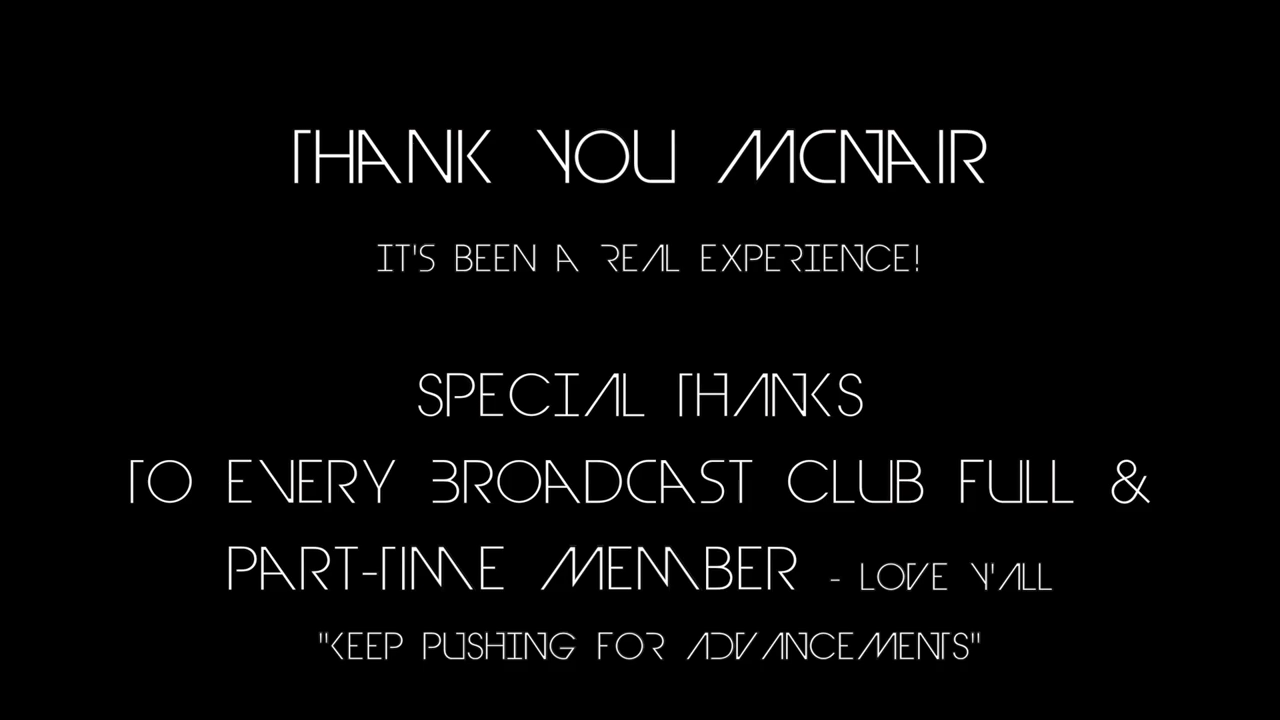 THANK YOU MCNAIR
IT'S BEEN A REAL EXPERIENCE!
SPECIAL THANKS
TO EVERY BROADCAST CLUB FULL &
PART-TIME MEMBER - LOVE Y'ALL
"KEEP PUSHING FOR ADVANCEMENTS"